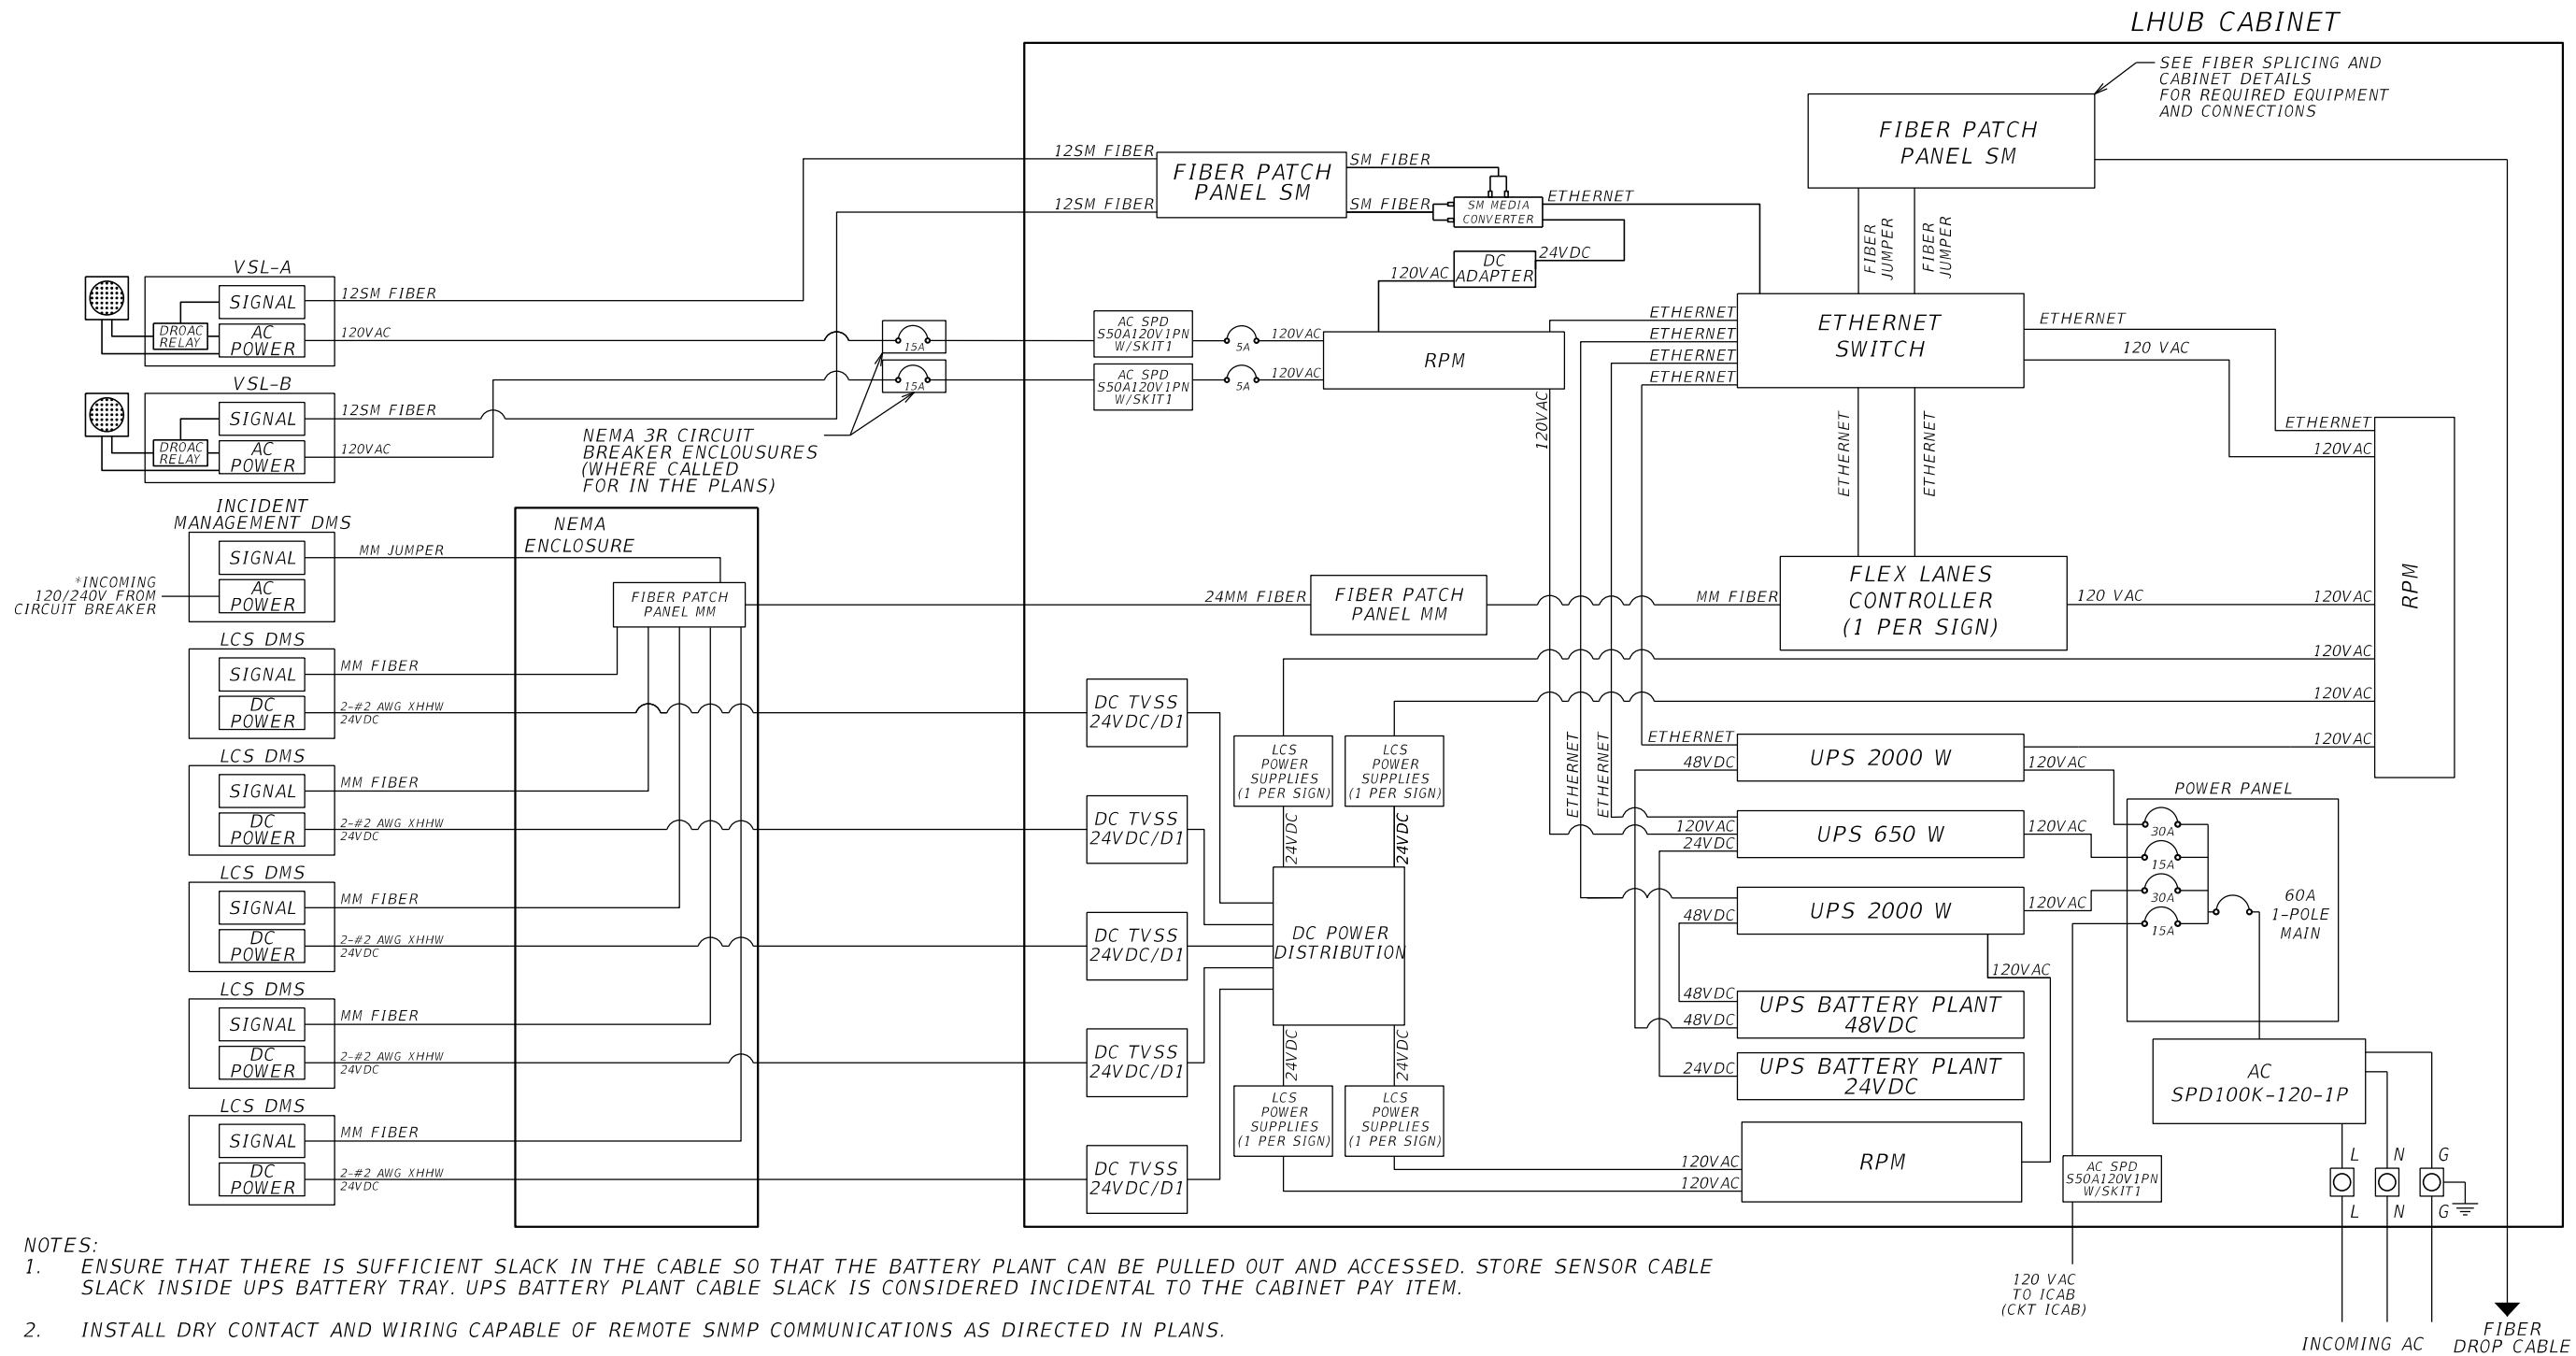 LHUB CABINET
SEE FIBER SPLICING AND
CABINET DETAILS
FOR REQUIRED EQUIPMENT
AND CONNECTIONS
FIBER PATCH
PANEL SM
12SM FIBER
12SM FIBER
FIBER PATCH
PANEL SM
SM FIBER
SM FIBER
SM MEDIA
CONVERTER
ETHERNET
24VDC
DC
ADAPTER
120VAC
FIBER
JUMPER
FIBER
JUMPER
VSL-A
SIGNAL
AC
POWER
DROAC
RELAY
12SM FIBER
120VAC
15A
AC SPD
S50A120V1PN
W/SKIT1
5A
120VAC
RPM
VSL-B
SIGNAL
AC
POWER
DROAC
RELAY
12SM FIBER
120VAC
15A
AC SPD
S50A120V1PN
W/SKIT1
5A
120VAC
120VAC
NEMA 3R CIRCUIT
BREAKER ENCLOUSURES
(WHERE CALLED
FOR IN THE PLANS)
ETHERNET
ETHERNET
ETHERNET
ETHERNET
ETHERNET
SWITCH
ETHERNET
120 VAC
ETHERNET
ETHERNET
ETHERNET
120VAC
RPM
INCIDENT
MANAGEMENT DMS
SIGNAL
AC
POWER
*INCOMING
120/240V FROM
CIRCUIT BREAKER
MM JUMPER
NEMA
ENCLOSURE
FIBER PATCH
PANEL MM
24MM FIBER
FIBER PATCH
PANEL MM
MM FIBER
FLEX LANES
CONTROLLER
(1 PER SIGN)
120 VAC
120VAC
120VAC
120VAC
120VAC
LCS DMS
SIGNAL
DC
POWER
MM FIBER
2-#2 AWG XHHW
24VDC
DC TVSS
24VDC/D1
LCS DMS
SIGNAL
DC
POWER
MM FIBER
2-#2 AWG XHHW
24VDC
DC TVSS
24VDC/D1
LCS DMS
SIGNAL
DC
POWER
MM FIBER
2-#2 AWG XHHW
24VDC
DC TVSS
24VDC/D1
LCS DMS
SIGNAL
DC
POWER
MM FIBER
2-#2 AWG XHHW
24VDC
DC TVSS
24VDC/D1
LCS DMS
SIGNAL
DC
POWER
MM FIBER
2-#2 AWG XHHW
24VDC
DC TVSS
24VDC/D1
LCS
POWER
SUPPLIES
(1 PER SIGN)
LCS
POWER
SUPPLIES
(1 PER SIGN)
24VDC
24VDC
DC POWER
DISTRIBUTION
24VDC
24VDC
LCS
POWER
SUPPLIES
(1 PER SIGN)
LCS
POWER
SUPPLIES
(1 PER SIGN)
ETHERNET
ETHERNET
ETHERNET
48VDC
UPS 2000 W
120VAC
120VAC
24VDC
UPS 650 W
120VAC
48VDC
UPS 2000 W
120VAC
120VAC
48VDC
48VDC
UPS BATTERY PLANT
48VDC
24VDC
UPS BATTERY PLANT
24VDC
120VAC
120VAC
RPM
POWER PANEL
30A
15A
30A
15A
60A
1-POLE
MAIN
AC
SPD100K-120-1P
AC SPD
S50A120V1PN
W/SKIT1
L
N
G
L
N
G
120 VAC
TO ICAB
(CKT ICAB)
INCOMING AC
FIBER
DROP CABLE
NOTES:
1. ENSURE THAT THERE IS SUFFICIENT SLACK IN THE CABLE SO THAT THE BATTERY PLANT CAN BE PULLED OUT AND ACCESSED. STORE SENSOR CABLE
SLACK INSIDE UPS BATTERY TRAY. UPS BATTERY PLANT CABLE SLACK IS CONSIDERED INCIDENTAL TO THE CABINET PAY ITEM.
2. INSTALL DRY CONTACT AND WIRING CAPABLE OF REMOTE SNMP COMMUNICATIONS AS DIRECTED IN PLANS.